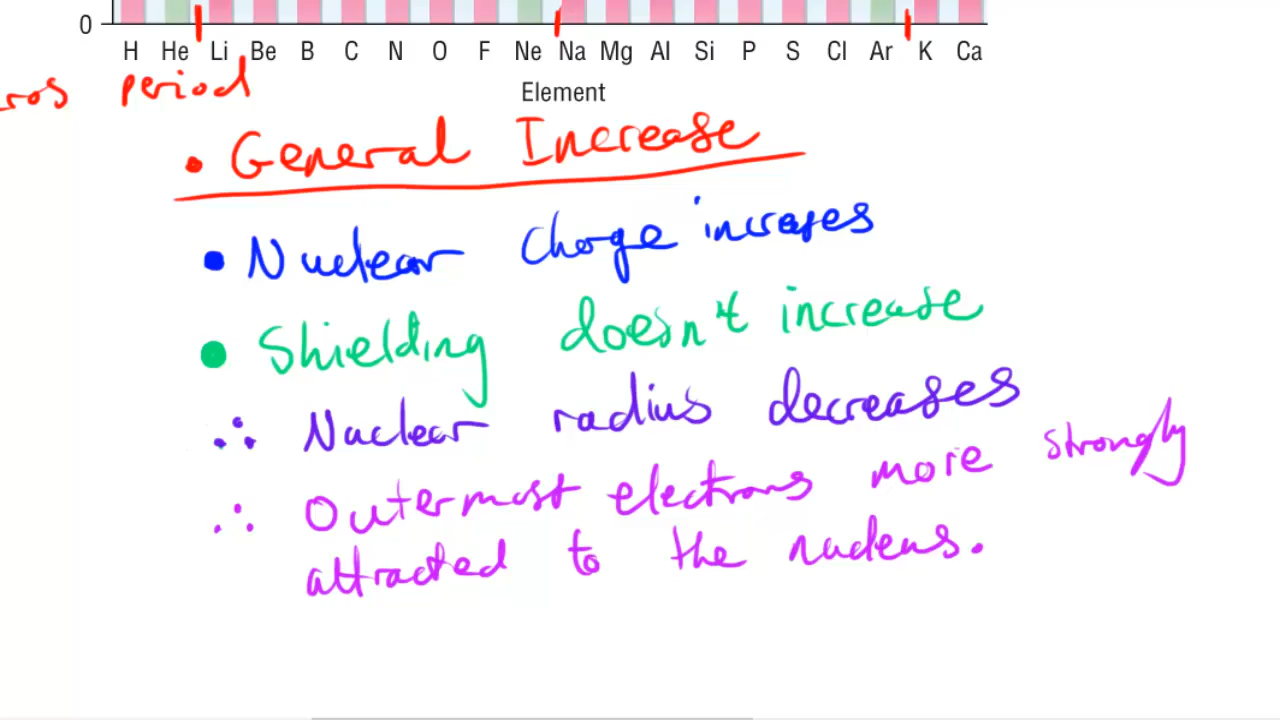 0
H He Li Be B C N O F Ne Na Mg Al Si P S Cl Ar K Ca
Element
ros period
• General Increase
• Nuclear charge increases
• Shielding doesn't increase
∴ Nuclear radius decreases
∴ Outermost electrons more strongly
attracted to the nucleus.